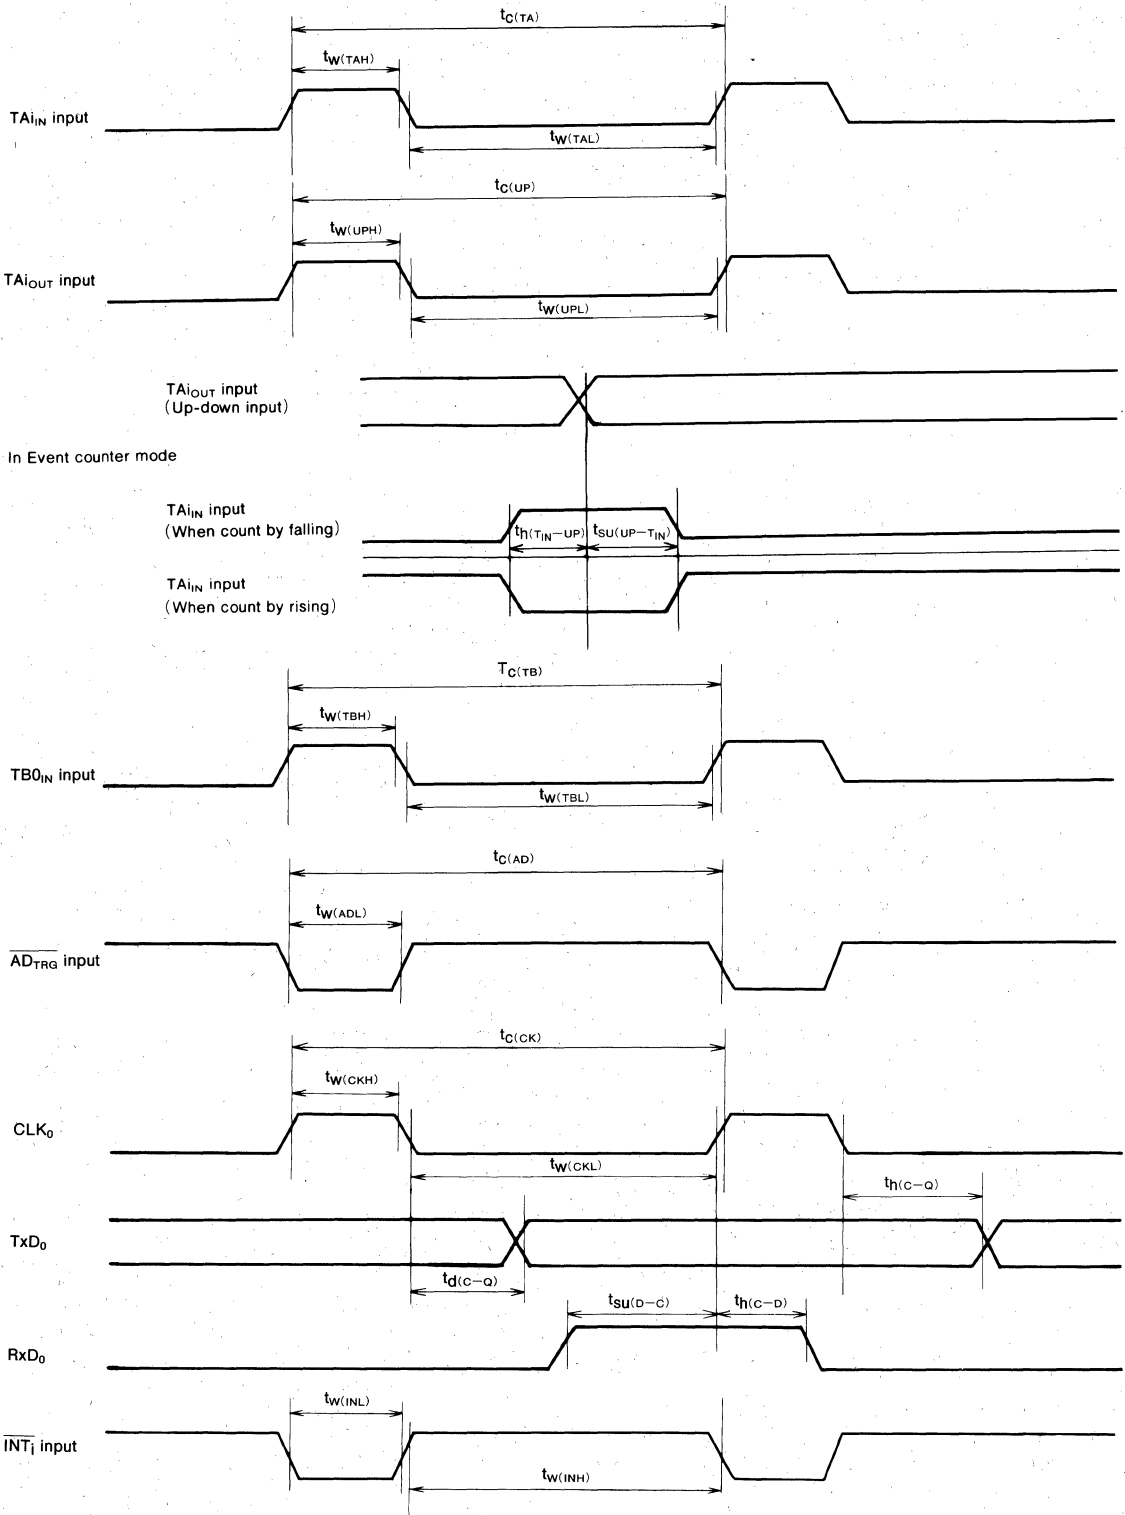 tC(TA)
tW(TAH)
TAiIN input
tW(TAL)
tC(UP)
tW(UPH)
TAiOUT input
tW(UPL)
TAiOUT input
(Up-down input)
In Event counter mode
TAiIN input
(When count by falling)
th(TIN−UP)
tSU(UP−TIN)
TAiIN input
(When count by rising)
TC(TB)
tW(TBH)
TB0IN input
tW(TBL)
tC(AD)
tW(ADL)
ADTRG input
tC(CK)
tW(CKH)
CLK0
tW(CKL)
th(C−Q)
TxD0
td(C−Q)
tsu(D−C)
th(C−D)
RxD0
tW(INL)
INTi input
tW(INH)